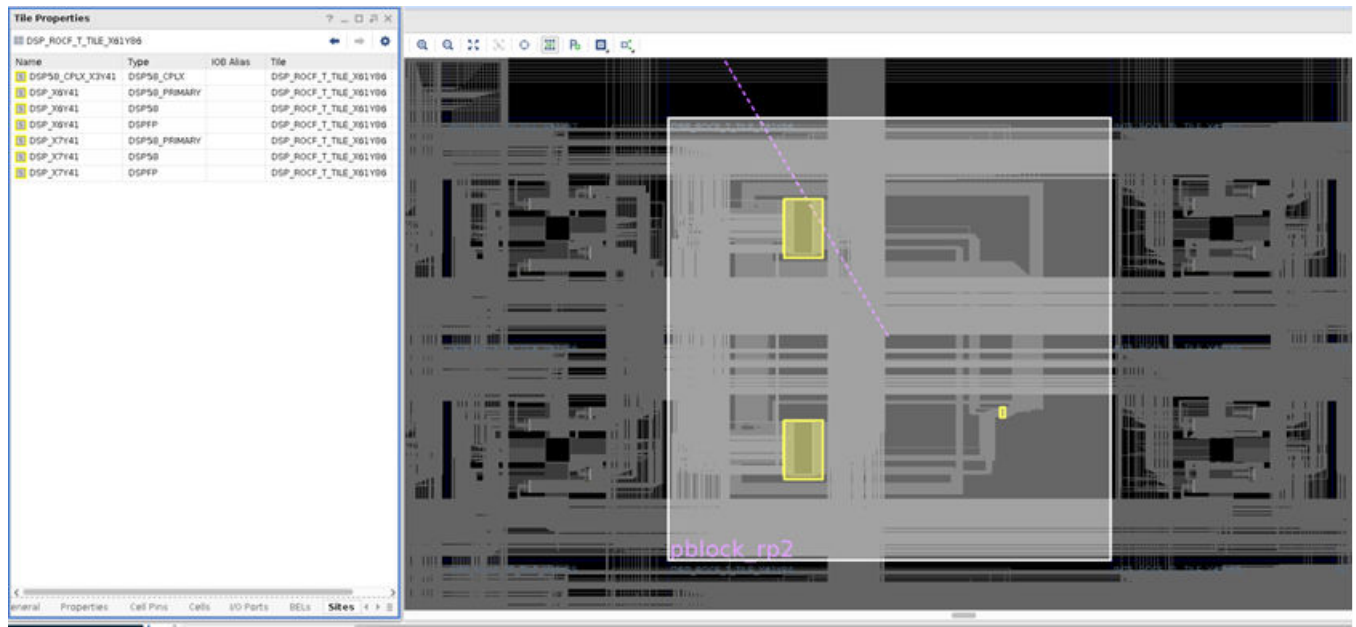 Tile Properties
DSP_ROCF_T_TILE_X61Y86
Name Type IOB Alias Tile
DSP58_CPLX_X3Y41 DSP58_CPLX DSP_ROCF_T_TILE_X61Y86
DSP_X6Y41 DSP58_PRIMARY DSP_ROCF_T_TILE_X61Y86
DSP_X6Y41 DSP58 DSP_ROCF_T_TILE_X61Y86
DSP_X6Y41 DSPFP DSP_ROCF_T_TILE_X61Y86
DSP_X7Y41 DSP58_PRIMARY DSP_ROCF_T_TILE_X61Y86
DSP_X7Y41 DSP58 DSP_ROCF_T_TILE_X61Y86
DSP_X7Y41 DSPFP DSP_ROCF_T_TILE_X61Y86
pblock_rp2
eneral Properties Cell Pins Cells I/O Ports BELs Sites